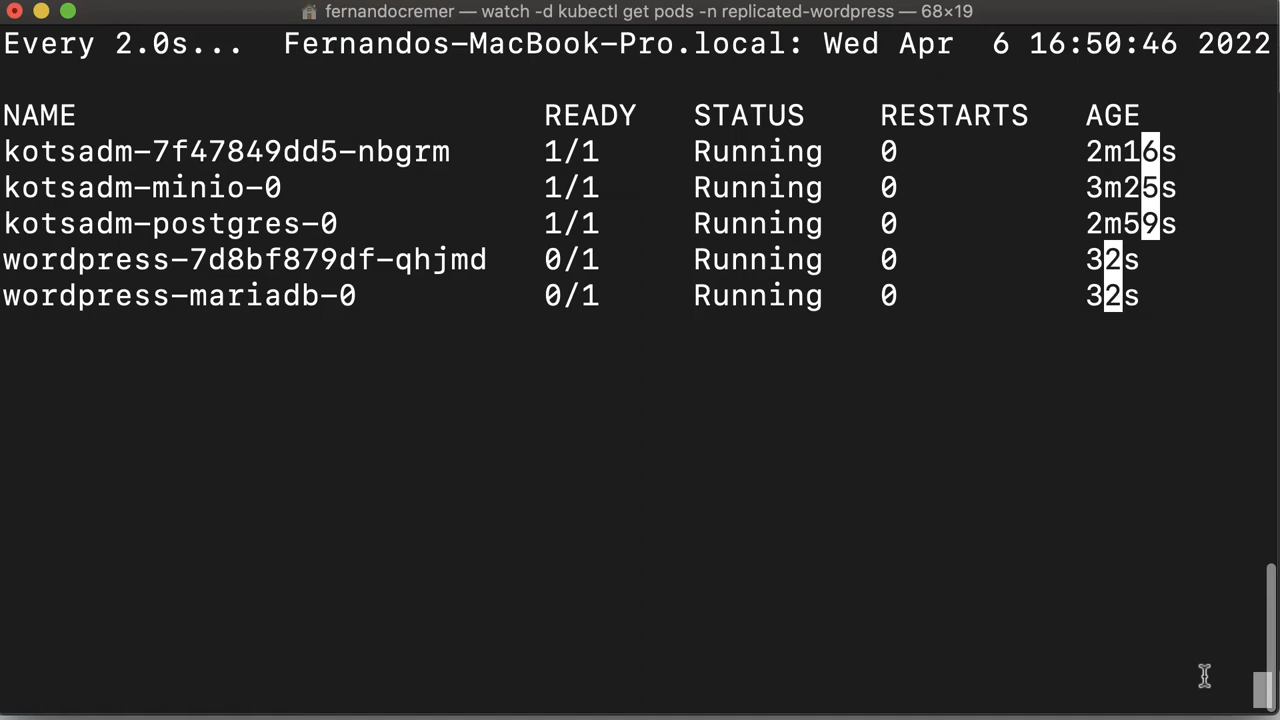 fernandocremer — watch -d kubectl get pods -n replicated-wordpress — 68×19
Every 2.0s... Fernandos-MacBook-Pro.local: Wed Apr 6 16:50:46 2022
NAME READY STATUS RESTARTS AGE
kotsadm-7f47849dd5-nbgrm 1/1 Running 0 2m16s
kotsadm-minio-0 1/1 Running 0 3m25s
kotsadm-postgres-0 1/1 Running 0 2m59s
wordpress-7d8bf879df-qhjmd 0/1 Running 0 32s
wordpress-mariadb-0 0/1 Running 0 32s